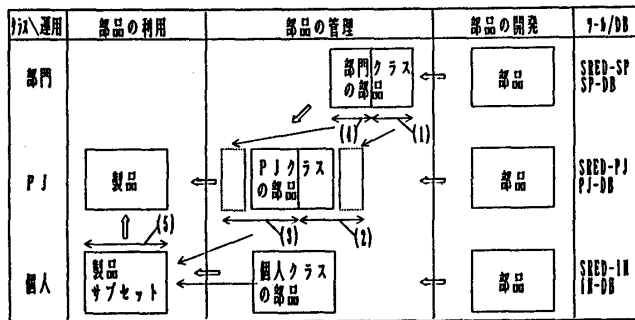 クラス\運用 部品の利用 部品の管理 部品の開発 ツール/DB
部門
部門クラス
の部品
部品
SRED-SP
SP-DB
(4) (1)
PJ
製品
PJクラス
の部品
部品
SRED-PJ
PJ-DB
(5) (3) (2)
個人
製品
サブセット
個人クラス
の部品
部品
SRED-IN
IN-DB